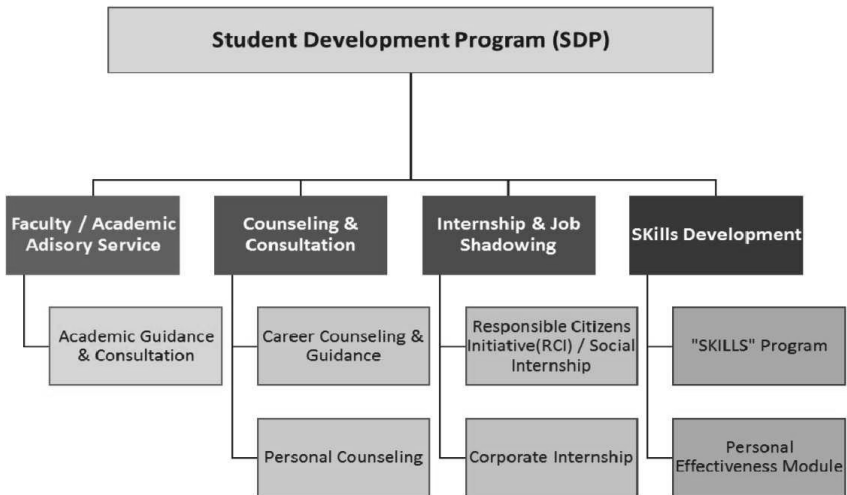 Student Development Program (SDP)
Faculty / Academic
Adisory Service
Counseling &
Consultation
Internship & Job
Shadowing
SKills Development
Academic Guidance
& Consultation
Career Counseling &
Guidance
Responsible Citizens
Initiative(RCI) / Social
Internship
"SKILLS" Program
Personal Counseling
Corporate Internship
Personal
Effectiveness Module